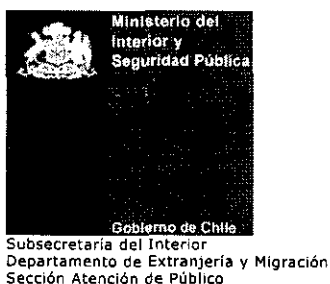 Ministerio del
Interior y
Seguridad Pública
Gobierno de Chile
Subsecretaría del Interior
Departamento de Extranjería y Migración
Sección Atención de Público